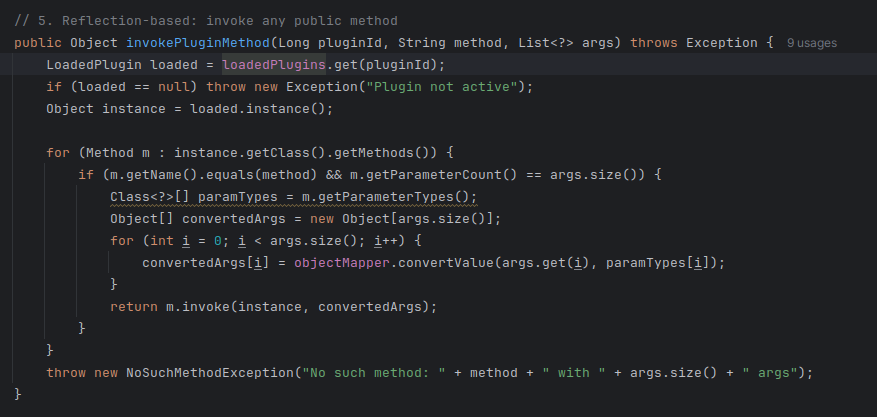 // 5. Reflection-based: invoke any public method
public Object invokePluginMethod(Long pluginId, String method, List<?> args) throws Exception {   9 usages
    LoadedPlugin loaded = loadedPlugins.get(pluginId);
    if (loaded == null) throw new Exception("Plugin not active");
    Object instance = loaded.instance();

    for (Method m : instance.getClass().getMethods()) {
        if (m.getName().equals(method) && m.getParameterCount() == args.size()) {
            Class<?>[] paramTypes = m.getParameterTypes();
            Object[] convertedArgs = new Object[args.size()];
            for (int i = 0; i < args.size(); i++) {
                convertedArgs[i] = objectMapper.convertValue(args.get(i), paramTypes[i]);
            }
            return m.invoke(instance, convertedArgs);
        }
    }
    throw new NoSuchMethodException("No such method: " + method + " with " + args.size() + " args");
}